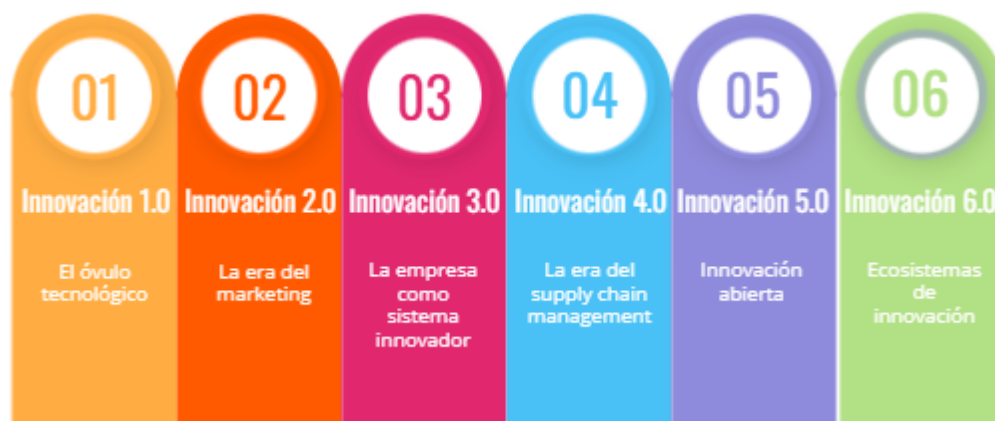 01
Innovación 1.0
El óvulo
tecnológico
02
Innovación 2.0
La era del
marketing
03
Innovación 3.0
La empresa
como
sistema
innovador
04
Innovación 4.0
La era del
supply chain
management
05
Innovación 5.0
Innovación
abierta
06
Innovación 6.0
Ecosistemas
de
innovación